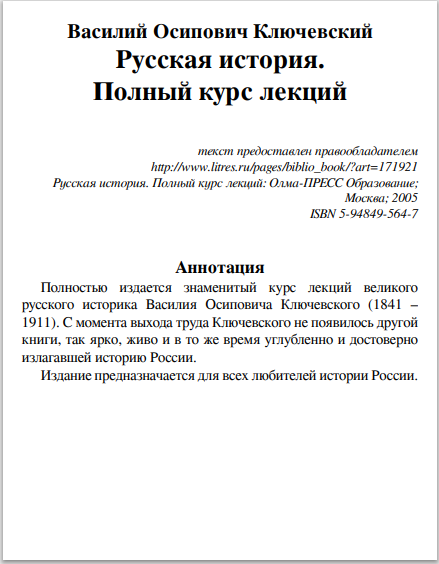 Василий Осипович Ключевский
Русская история.
Полный курс лекций
текст предоставлен правообладателем
http://www.litres.ru/pages/biblio_book/?art=171921
Русская история. Полный курс лекций: Олма-ПРЕСС Образование;
Москва; 2005
ISBN 5-94849-564-7
Аннотация
Полностью издается знаменитый курс лекций великого
русского историка Василия Осиповича Ключевского (1841 –
1911). С момента выхода труда Ключевского не появилось другой
книги, так ярко, живо и в то же время углубленно и достоверно
излагавшей историю России.
Издание предназначается для всех любителей истории России.